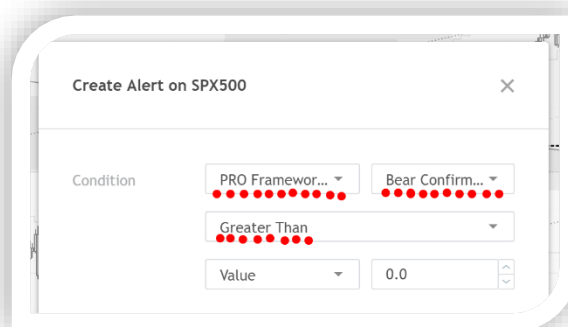 Create Alert on SPX500
Condition PRO Framewor... Bear Confirm...
Greater Than
Value 0.0